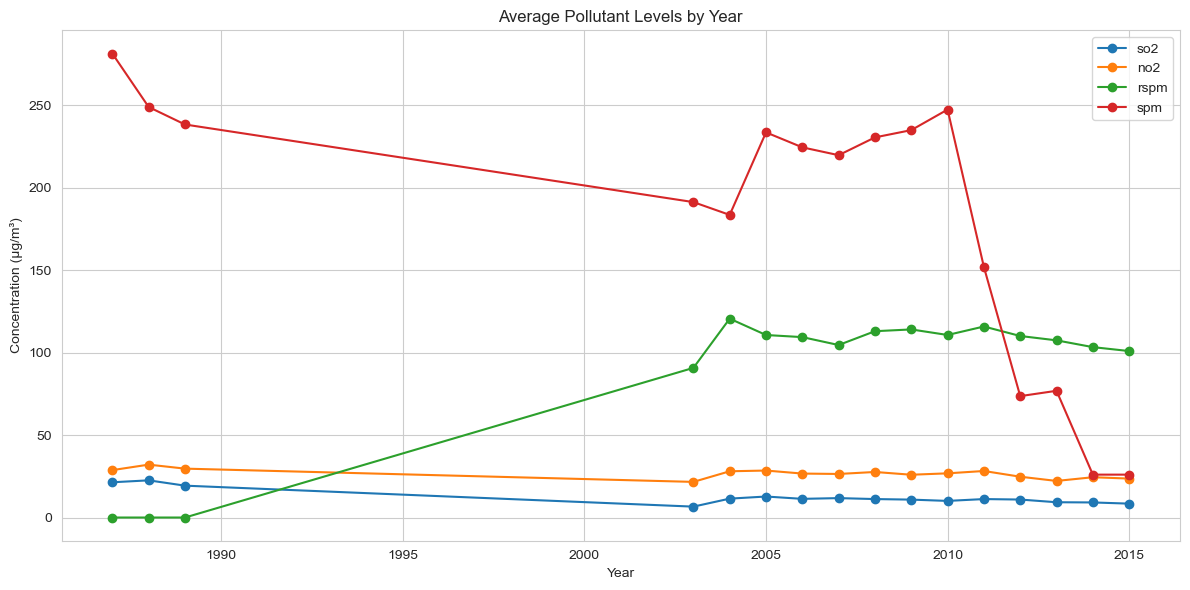 Average Pollutant Levels by Year
so2
no2
rspm
spm
Concentration (µg/m³)
250
200
150
100
50
0
1990
1995
2000
2005
2010
2015
Year